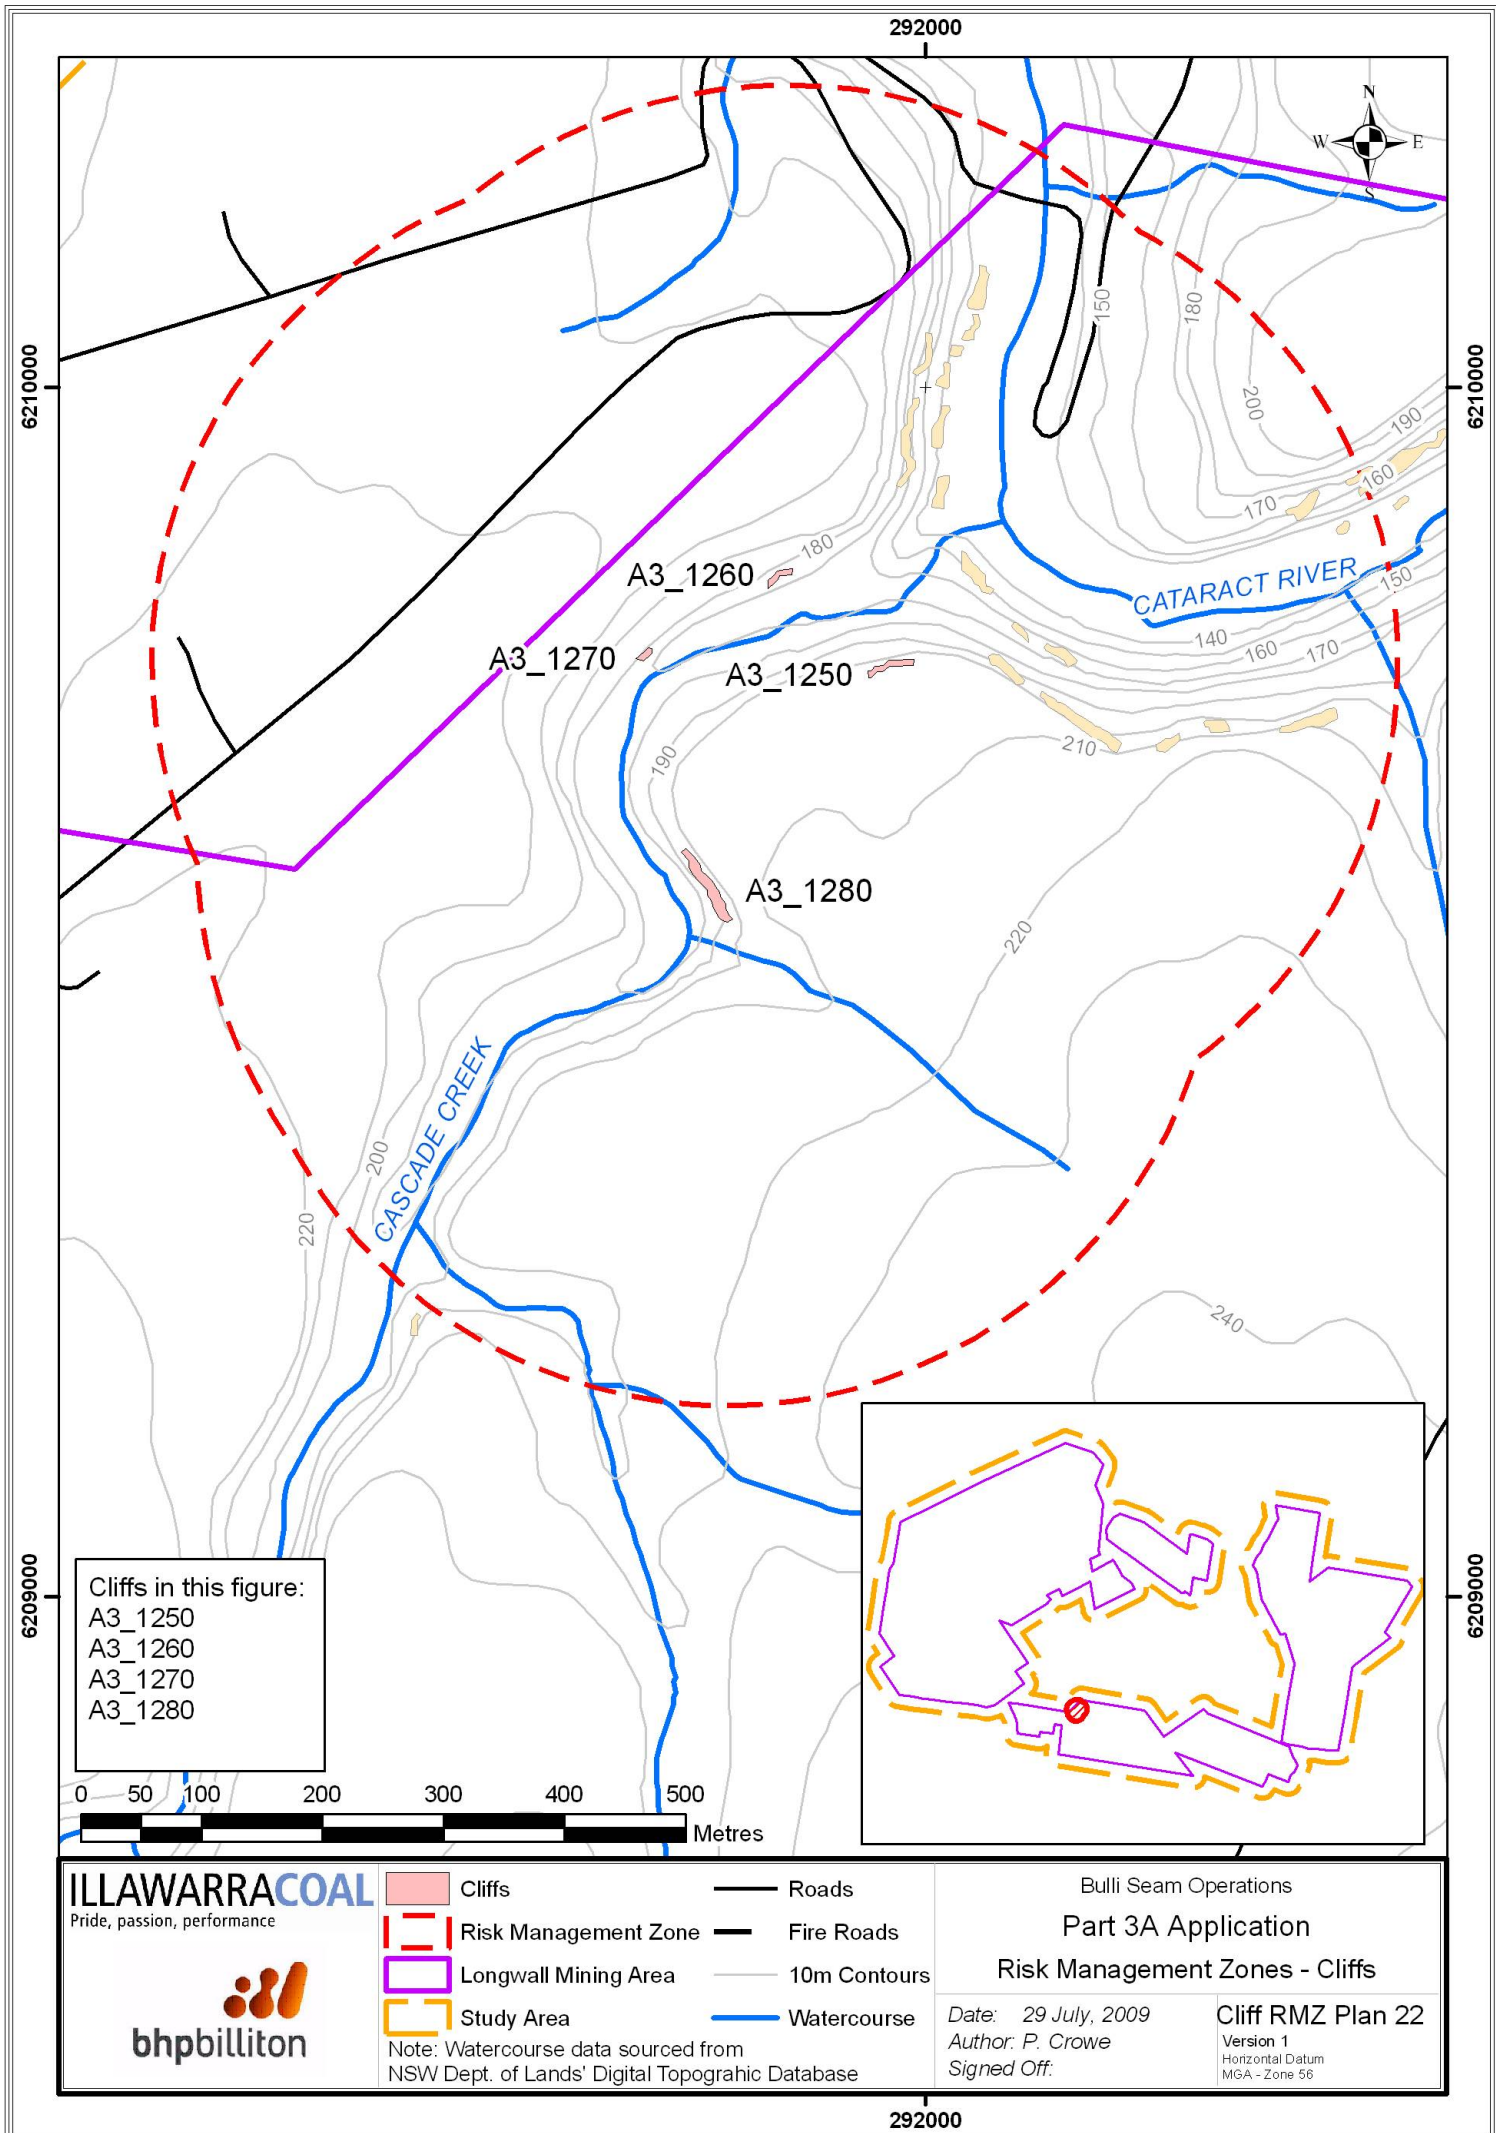 292000
N
W E
S
6210000
6210000
150
180
200
190
160
170
180
A3_1260
CATARACT RIVER
150
A3_1270
A3_1250
140
160
170
190
210
A3_1280
220
CASCADE CREEK
200
220
240
6209000
6209000
Cliffs in this figure:
A3_1250
A3_1260
A3_1270
A3_1280
0 50 100 200 300 400 500
Metres
ILLAWARRACOAL
Pride, passion, performance
bhpbilliton
Cliffs
Risk Management Zone
Longwall Mining Area
Study Area
Roads
Fire Roads
10m Contours
Watercourse
Note: Watercourse data sourced from
NSW Dept. of Lands' Digital Topograhic Database
Bulli Seam Operations
Part 3A Application
Risk Management Zones - Cliffs
Date: 29 July, 2009
Author: P. Crowe
Signed Off:
Cliff RMZ Plan 22
Version 1
Horizontal Datum
MGA - Zone 56
292000